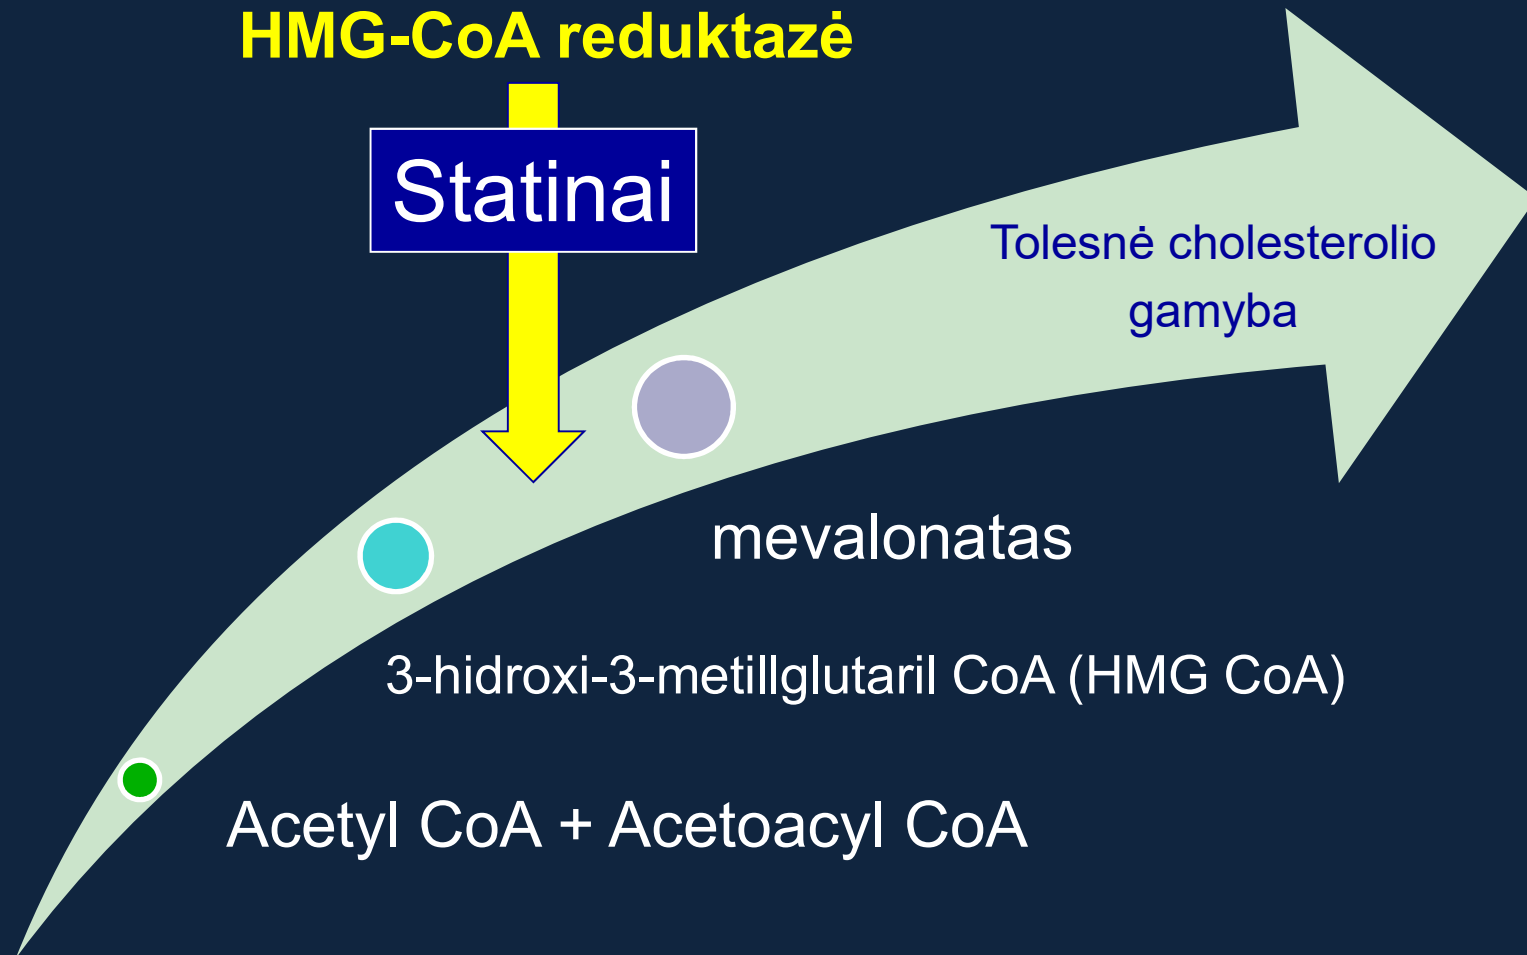 HMG-CoA reduktazė
Statinai
Tolesnė cholesterolio
gamyba
mevalonatas
3-hidroxi-3-metillglutaril CoA (HMG CoA)
Acetyl CoA + Acetoacyl CoA